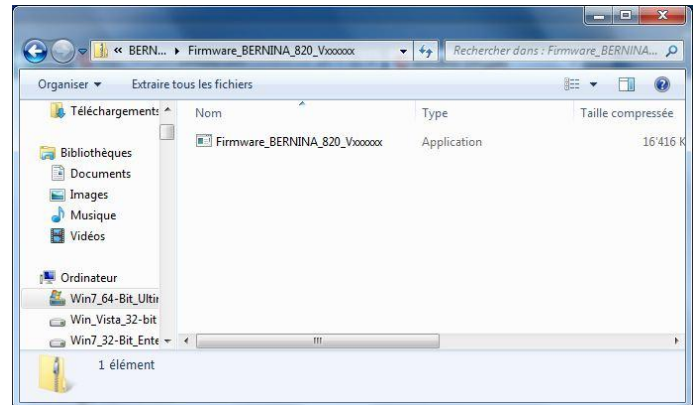 « BERN... ▸ Firmware_BERNINA_820_Vxxxxxx
Rechercher dans : Firmware_BERNINA...
Organiser
Extraire tous les fichiers
Téléchargements
Nom
Type
Taille compressée
Firmware_BERNINA_820_Vxxxxxx
Application
16'416 K
Bibliothèques
Documents
Images
Musique
Vidéos
Ordinateur
Win7_64-Bit_Ultir
Win_Vista_32-bit
Win7_32-Bit_Ente
1 élément